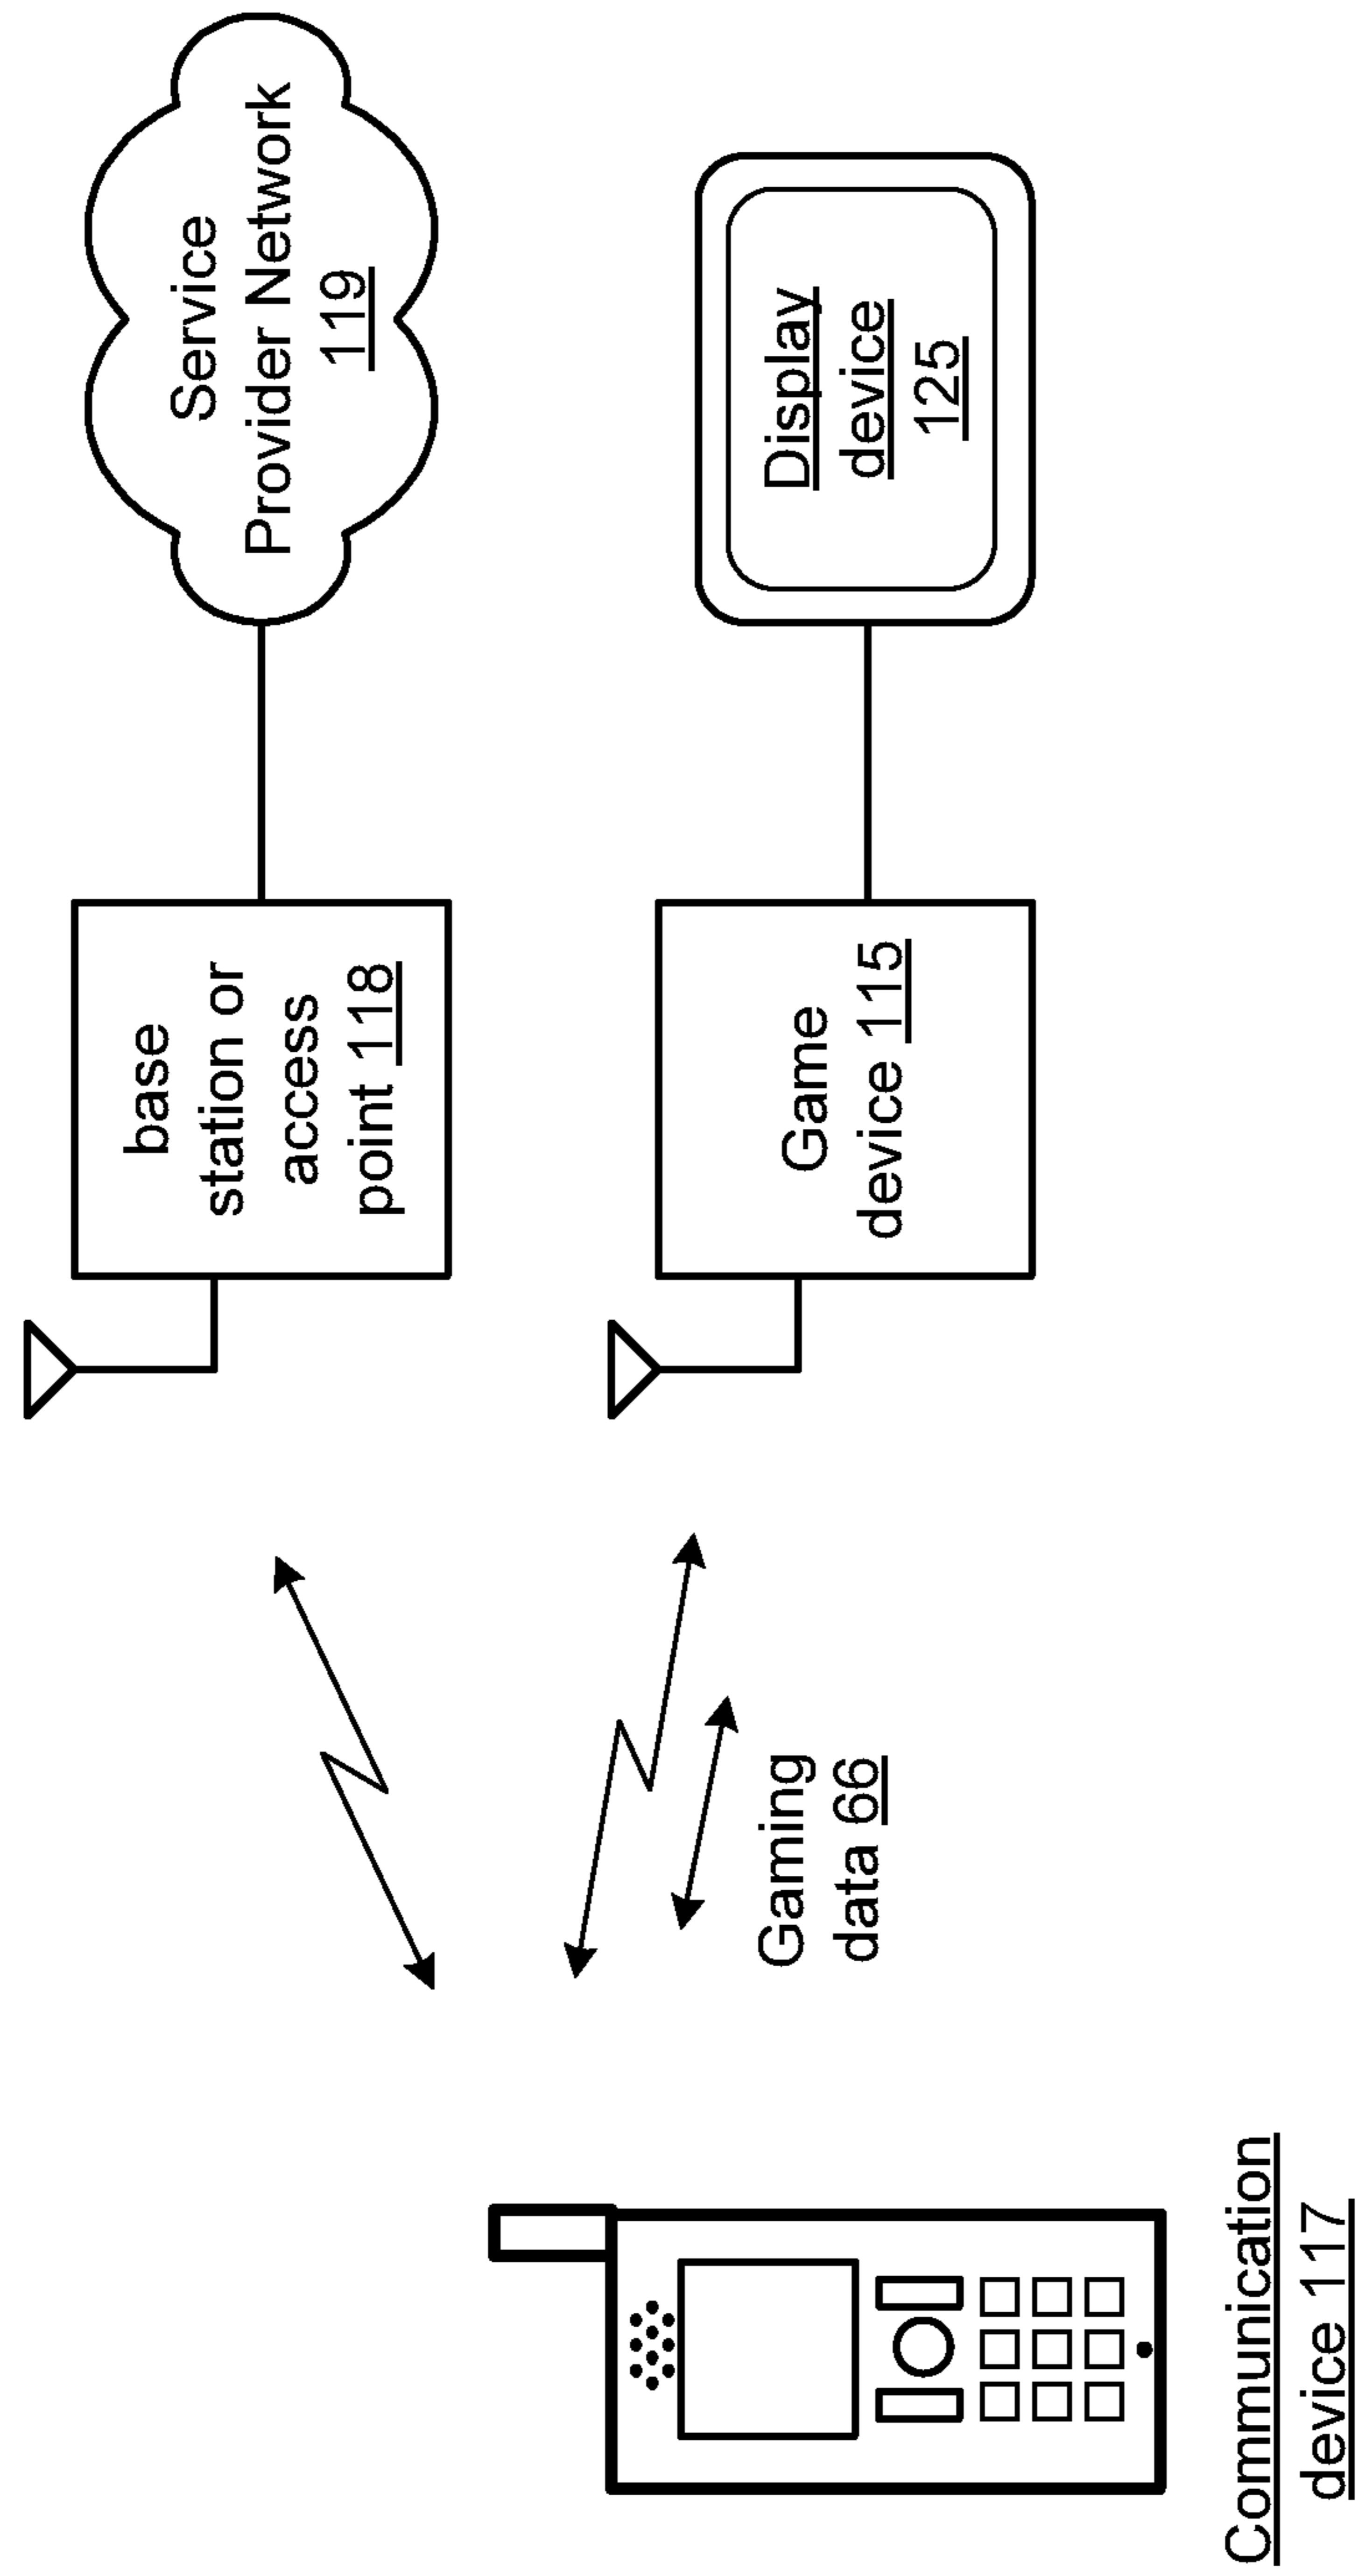 Service
Provider Network
119
base
station or
access
point 118
Display
device
125
Game
device 115
Gaming
data 66
Communication
device 117